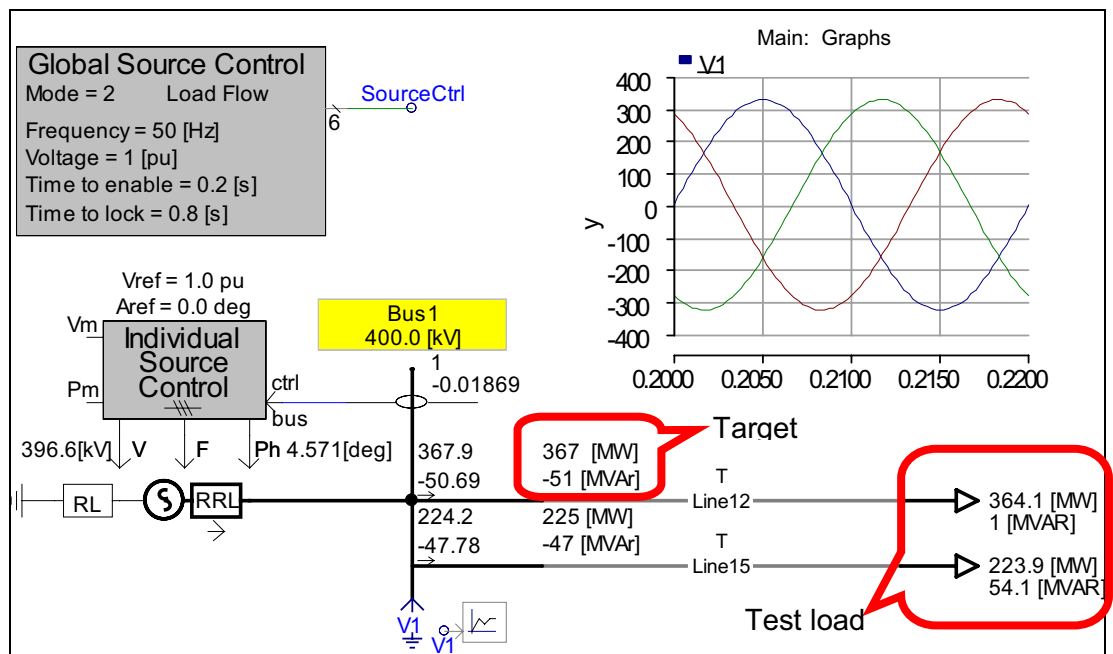 Global Source Control
Mode = 2 Load Flow
Frequency = 50 [Hz]
Voltage = 1 [pu]
Time to enable = 0.2 [s]
Time to lock = 0.8 [s]
6
SourceCtrl
Main: Graphs
V1
400
300
200
100
0
-100
-200
-300
-400
y
0.2000 0.2050 0.2100 0.2150 0.2200
Vref = 1.0 pu
Aref = 0.0 deg
Vm
Pm
Individual
Source
Control
ctrl
bus
Bus1
400.0 [kV]
1
-0.01869
396.6[kV] V F Ph 4.571[deg]
RL
RRL
367.9
-50.69
224.2
-47.78
367 [MW]
-51 [MVAr]
225 [MW]
-47 [MVAr]
Target
T
Line12
T
Line15
364.1 [MW]
1 [MVAR]
223.9 [MW]
54.1 [MVAR]
Test load
V1
V1